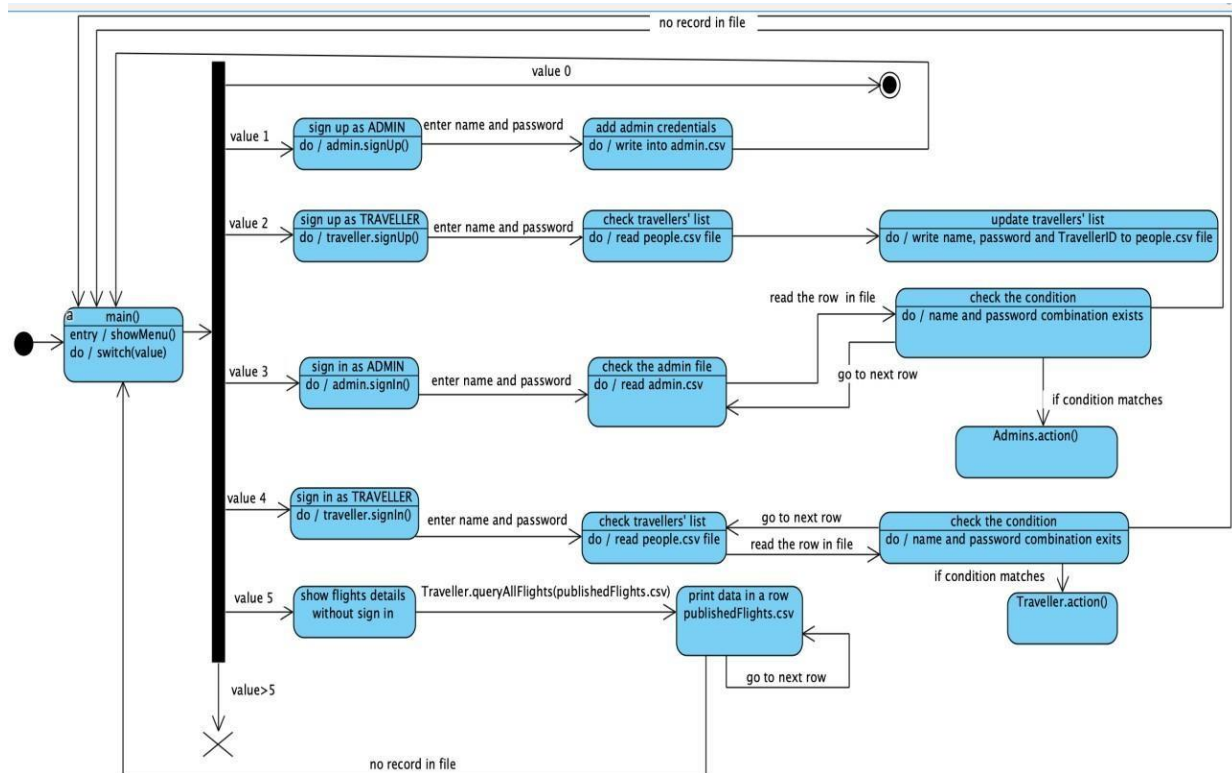 no record in file
value 0
value 1
sign up as ADMIN
do / admin.signUp()
enter name and password
add admin credentials
do / write into admin.csv
value 2
sign up as TRAVELLER
do / traveller.signUp()
enter name and password
check travellers' list
do / read people.csv file
update travellers' list
do / write name, password and TravellerID to people.csv file
a
main()
entry / showMenu()
do / switch(value)
read the row in file
check the condition
do / name and password combination exists
value 3
sign in as ADMIN
do / admin.signIn()
enter name and password
check the admin file
do / read admin.csv
go to next row
if condition matches
Admins.action()
value 4
sign in as TRAVELLER
do / traveller.signIn()
enter name and password
check travellers' list
do / read people.csv file
go to next row
read the row in file
check the condition
do / name and password combination exits
if condition matches
Traveller.action()
value 5
show flights details
without sign in
Traveller.queryAllFlights(publishedFlights.csv)
print data in a row
publishedFlights.csv
go to next row
value>5
no record in file